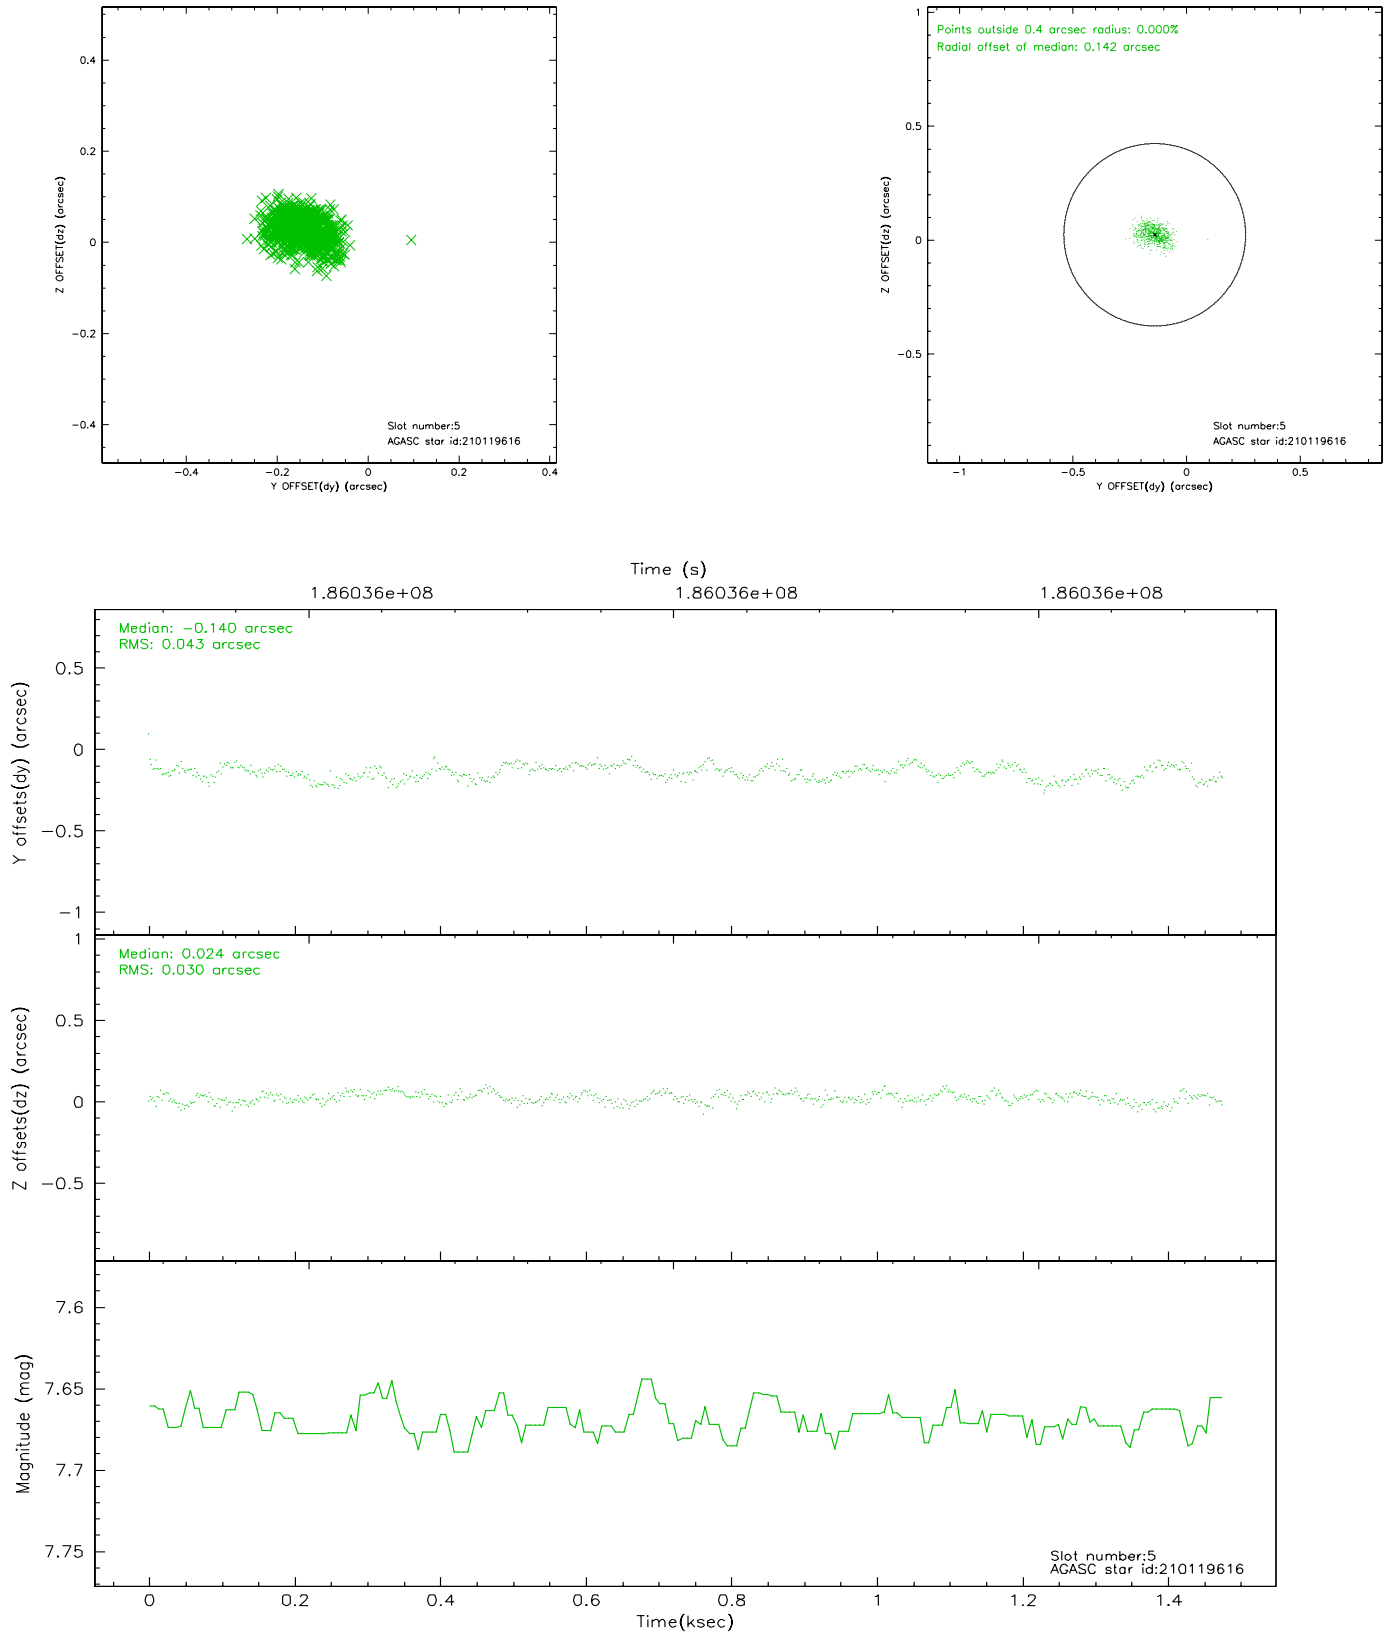 0.4
0.2
0
−0.2
−0.4
Z OFFSET(dz) (arcsec)
Slot number:5
AGASC star id:210119616
−0.4 −0.2 0 0.2 0.4
Y OFFSET(dy) (arcsec)
Points outside 0.4 arcsec radius: 0.000%
Radial offset of median: 0.142 arcsec
1
0.5
0
−0.5
Z OFFSET(dz) (arcsec)
Slot number:5
AGASC star id:210119616
−1 −0.5 0 0.5
Y OFFSET(dy) (arcsec)
Time (s)
1.86036e+08 1.86036e+08 1.86036e+08
Median: −0.140 arcsec
RMS: 0.043 arcsec
0.5
0
−0.5
−1
Y offsets(dy) (arcsec)
Median: 0.024 arcsec
RMS: 0.030 arcsec
1
0.5
0
−0.5
Z offsets(dz) (arcsec)
7.6
7.65
7.7
7.75
Magnitude (mag)
Slot number:5
AGASC star id:210119616
0 0.2 0.4 0.6 0.8 1 1.2 1.4
Time(ksec)